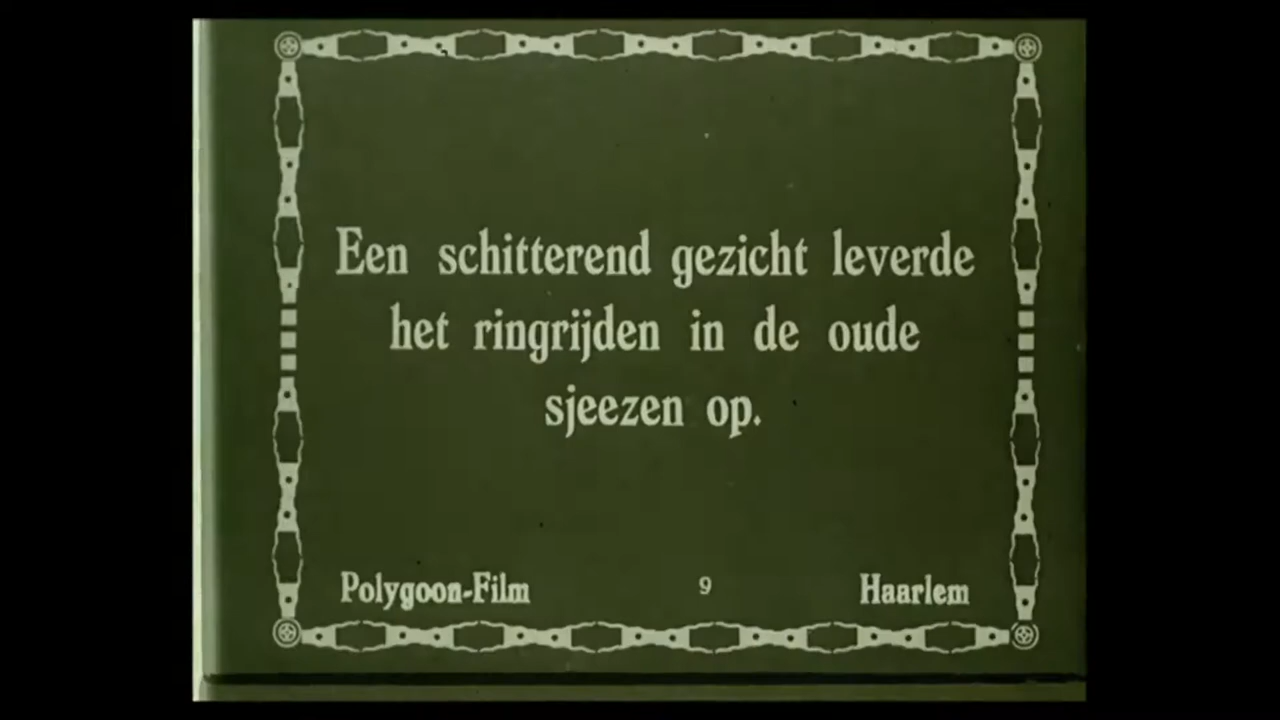 Een schitterend gezicht leverde
het ringrijden in de oude
sjeezen op.
Polygoon-Film 9 Haarlem